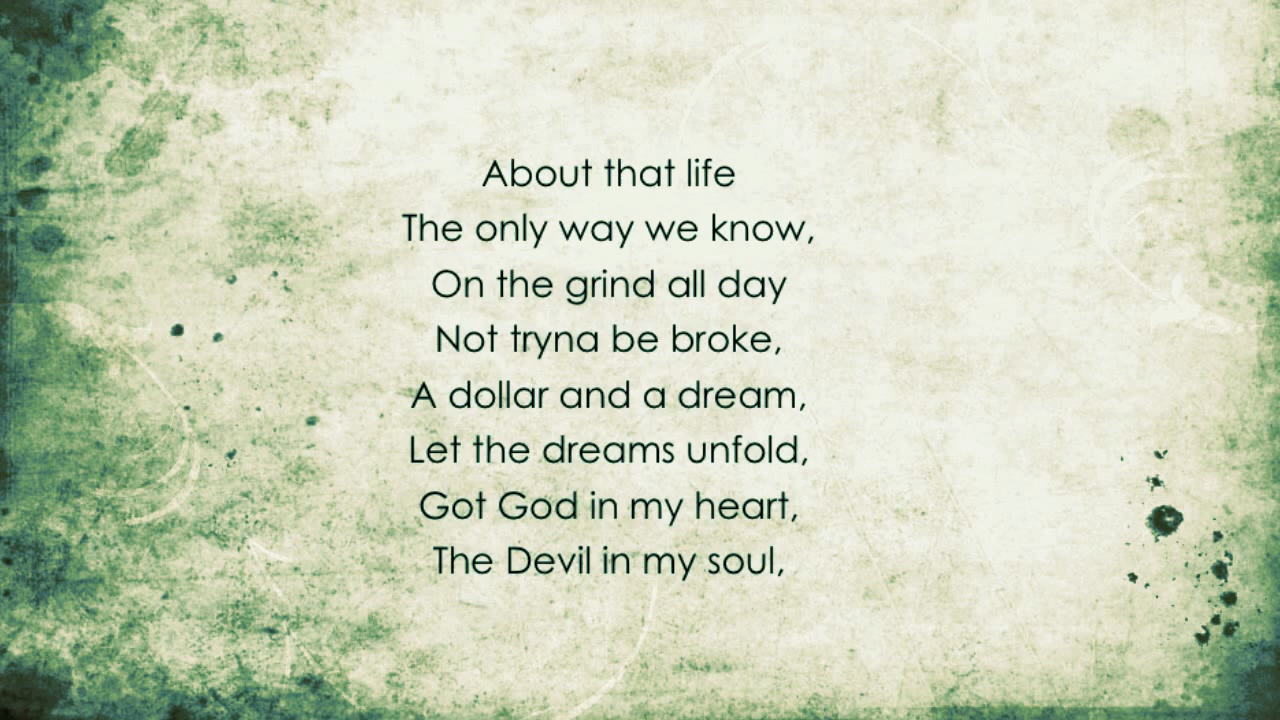 About that life
The only way we know,
On the grind all day
Not tryna be broke,
A dollar and a dream,
Let the dreams unfold,
Got God in my heart,
The Devil in my soul,